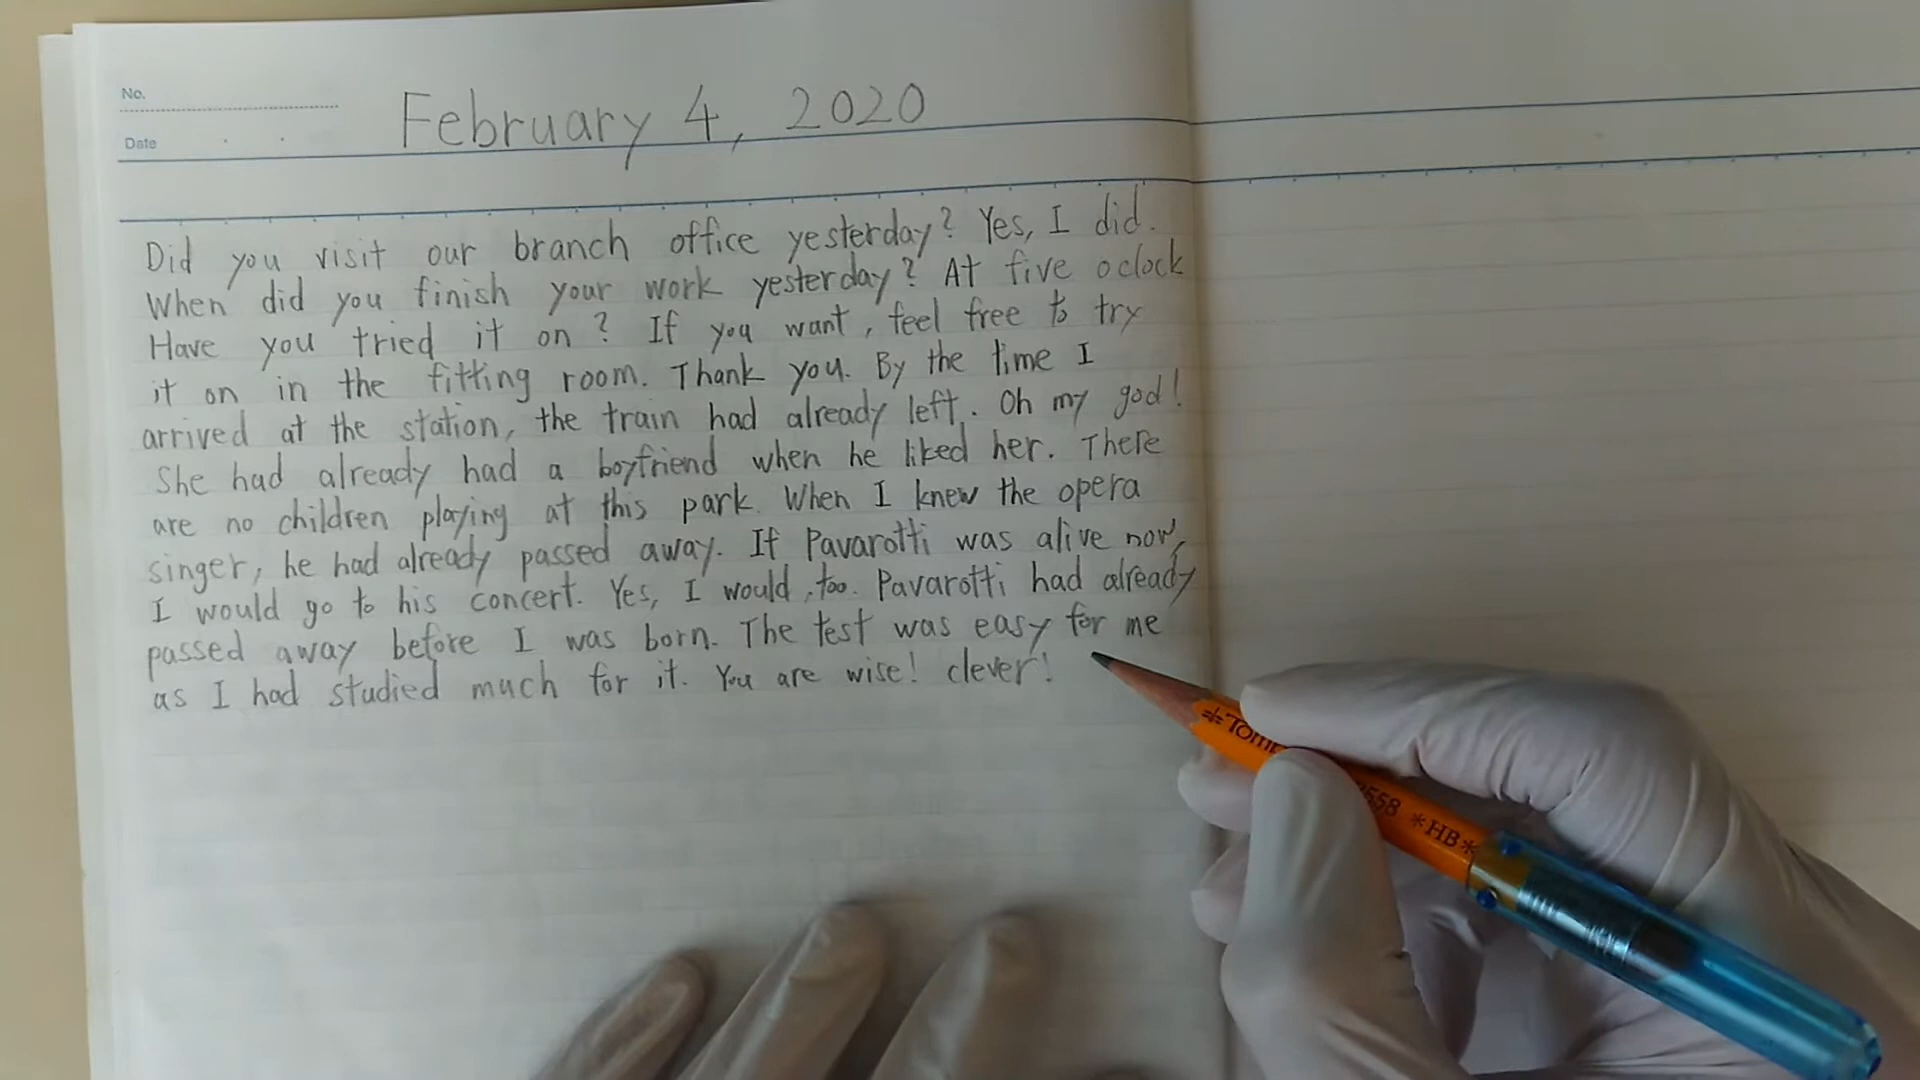 No.
February 4, 2020
Date
Did you visit our branch office yesterday? Yes, I did.
When did you finish your work yesterday? At five oclock
Have you tried it on? If you want, feel free to try
it on in the fitting room. Thank you. By the time I
arrived at the station, the train had already left. Oh my god!
She had already had a boyfriend when he liked her. There
are no children playing at this park. When I knew the opera
singer, he had already passed away. If Pavarotti was alive now,
I would go to his concert. Yes, I would, too. Pavarotti had already
passed away before I was born. The test was easy for me
as I had studied much for it. You are wise! clever!
*HB*